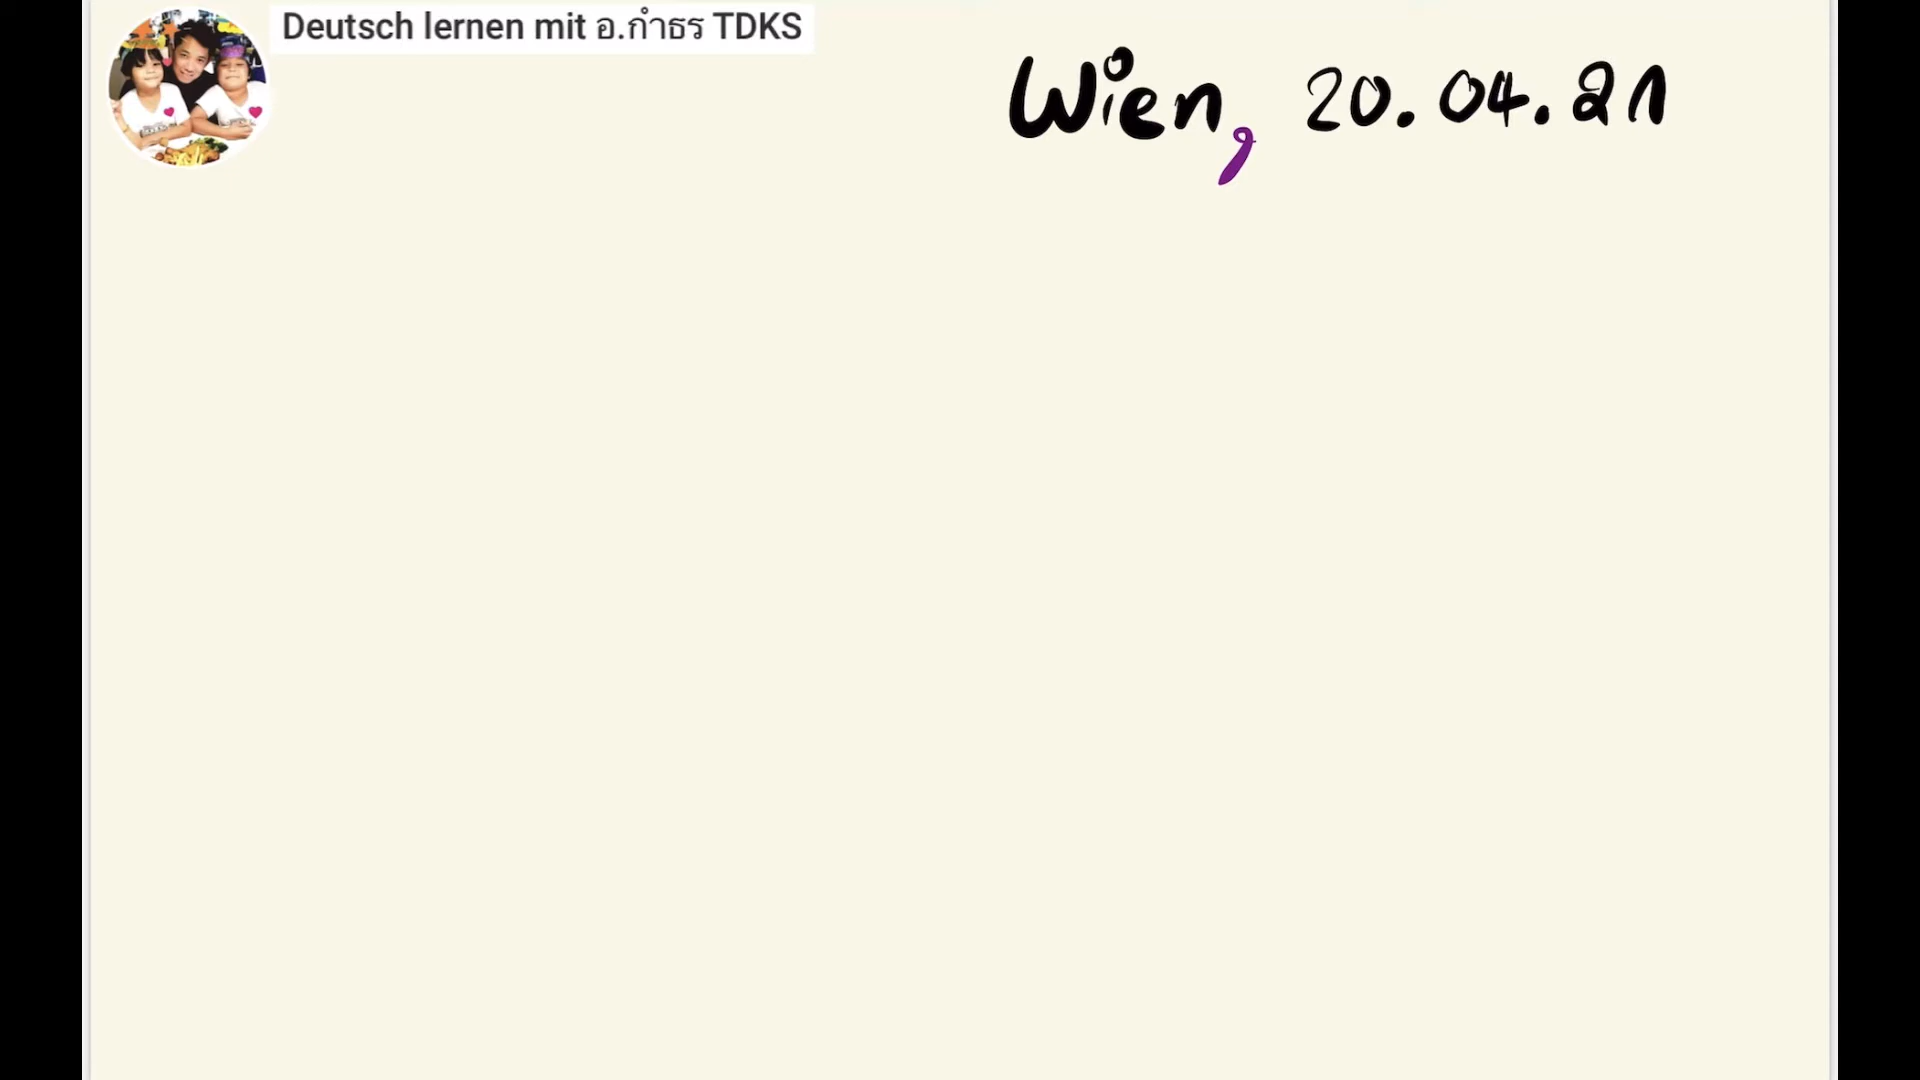 Deutsch lernen mit อ.กำธร TDKS
Wien, 20.04.21